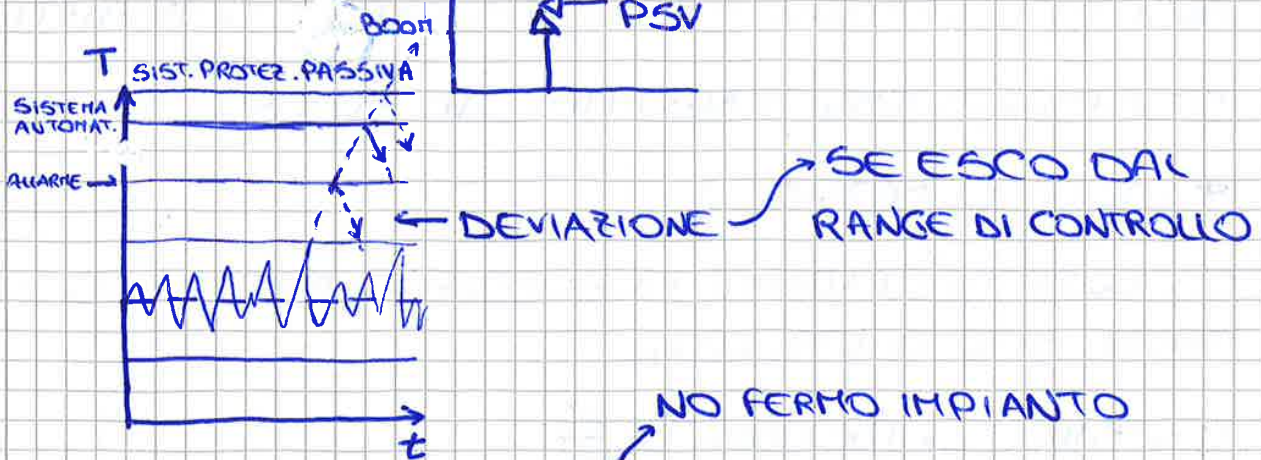 BOOM
PSV
T
SIST. PROTEZ. PASSIVA
SISTEMA
AUTOMAT.
ALLARME
DEVIAZIONE
SE ESCO DAL
RANGE DI CONTROLLO
NO FERMO IMPIANTO
t